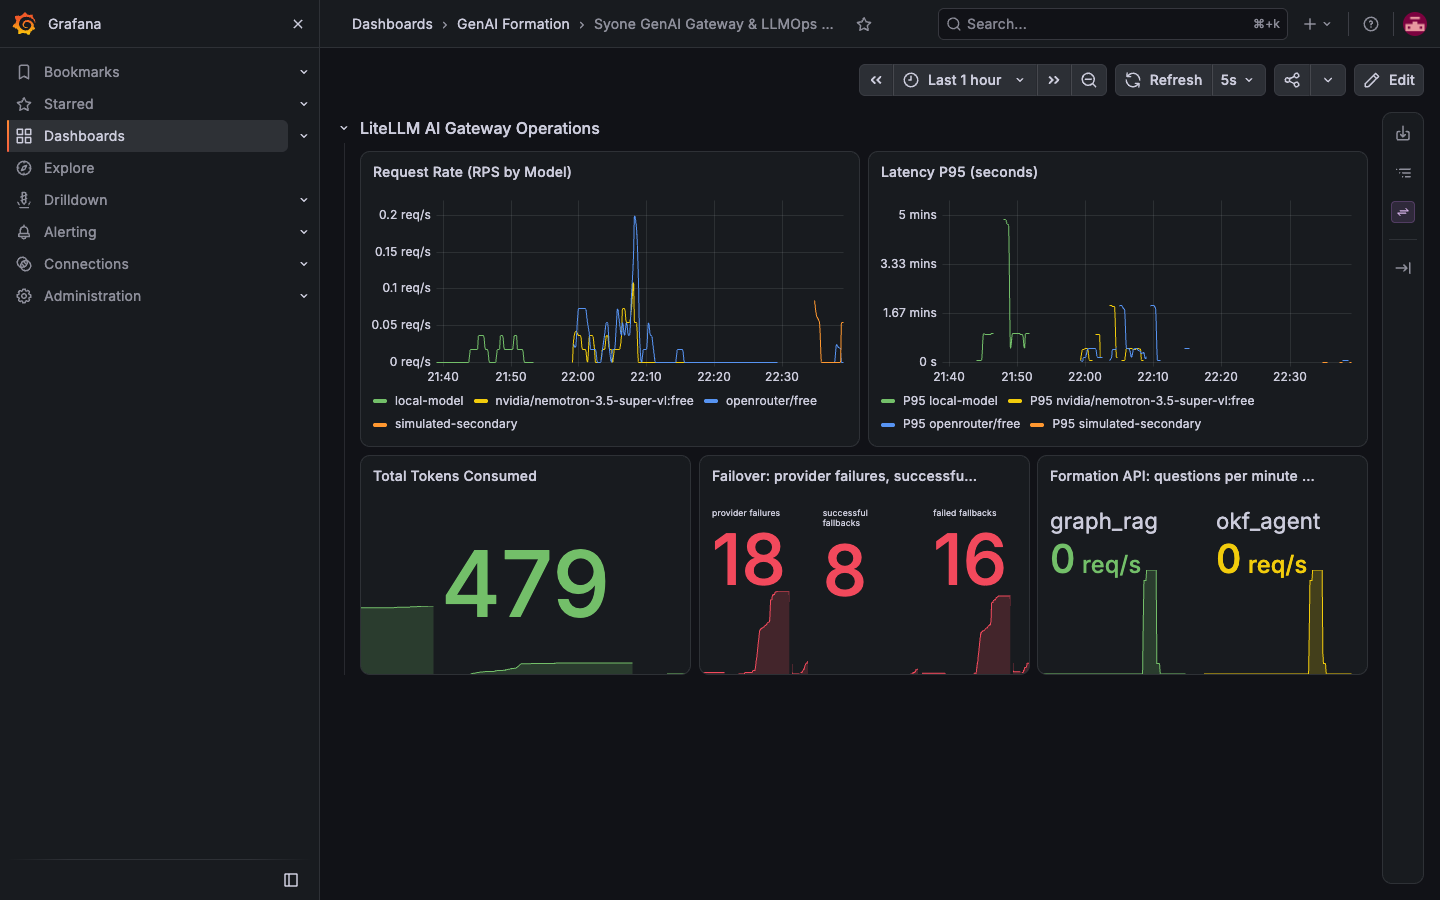 Grafana
Dashboards › GenAI Formation › Syone GenAI Gateway & LLMOps ...
Search...
⌘+k
Bookmarks
Starred
Dashboards
Explore
Drilldown
Alerting
Connections
Administration
Last 1 hour
Refresh
5s
Edit
LiteLLM AI Gateway Operations
Request Rate (RPS by Model)
0.2 req/s
0.15 req/s
0.1 req/s
0.05 req/s
0 req/s
21:40 21:50 22:00 22:10 22:20 22:30
local-model nvidia/nemotron-3.5-super-vl:free openrouter/free
simulated-secondary
Latency P95 (seconds)
5 mins
3.33 mins
1.67 mins
0 s
21:40 21:50 22:00 22:10 22:20 22:30
P95 local-model P95 nvidia/nemotron-3.5-super-vl:free
P95 openrouter/free P95 simulated-secondary
Total Tokens Consumed
479
Failover: provider failures, successfu...
provider failures
18
successful
fallbacks
8
failed fallbacks
16
Formation API: questions per minute ...
graph_rag
0 req/s
okf_agent
0 req/s